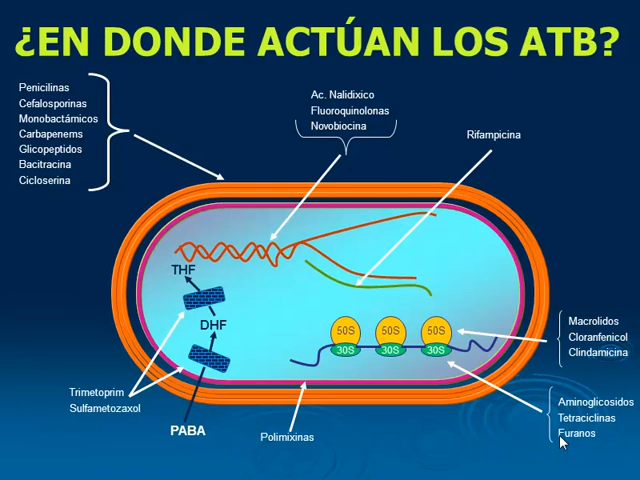 ¿EN DONDE ACTÚAN LOS ATB?
Penicilinas
Cefalosporinas
Monobactámicos
Carbapenems
Glicopeptidos
Bacitracina
Cicloserina
Ac. Nalidixico
Fluoroquinolonas
Novobiocina
Rifampicina
THF
DHF
50S
50S
50S
30S
30S
30S
Macrolidos
Cloranfenicol
Clindamicina
Trimetoprim
Sulfametozaxol
PABA
Polimixinas
Aminoglicosidos
Tetraciclinas
Furanos